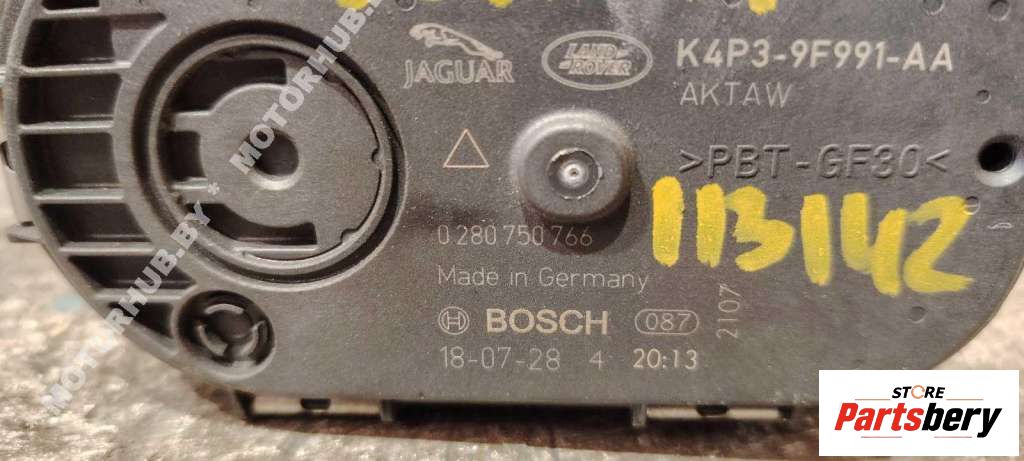 JAGUAR
LAND ROVER
K4P3-9F991-AA
AKTAW
>PBT-GF30<
113142
0 280 750 766
Made in Germany
BOSCH 087
2107
18-07-28 4 20:13
MOTORHUB.BY * MOTORHUB.BY
STORE
Partsbery